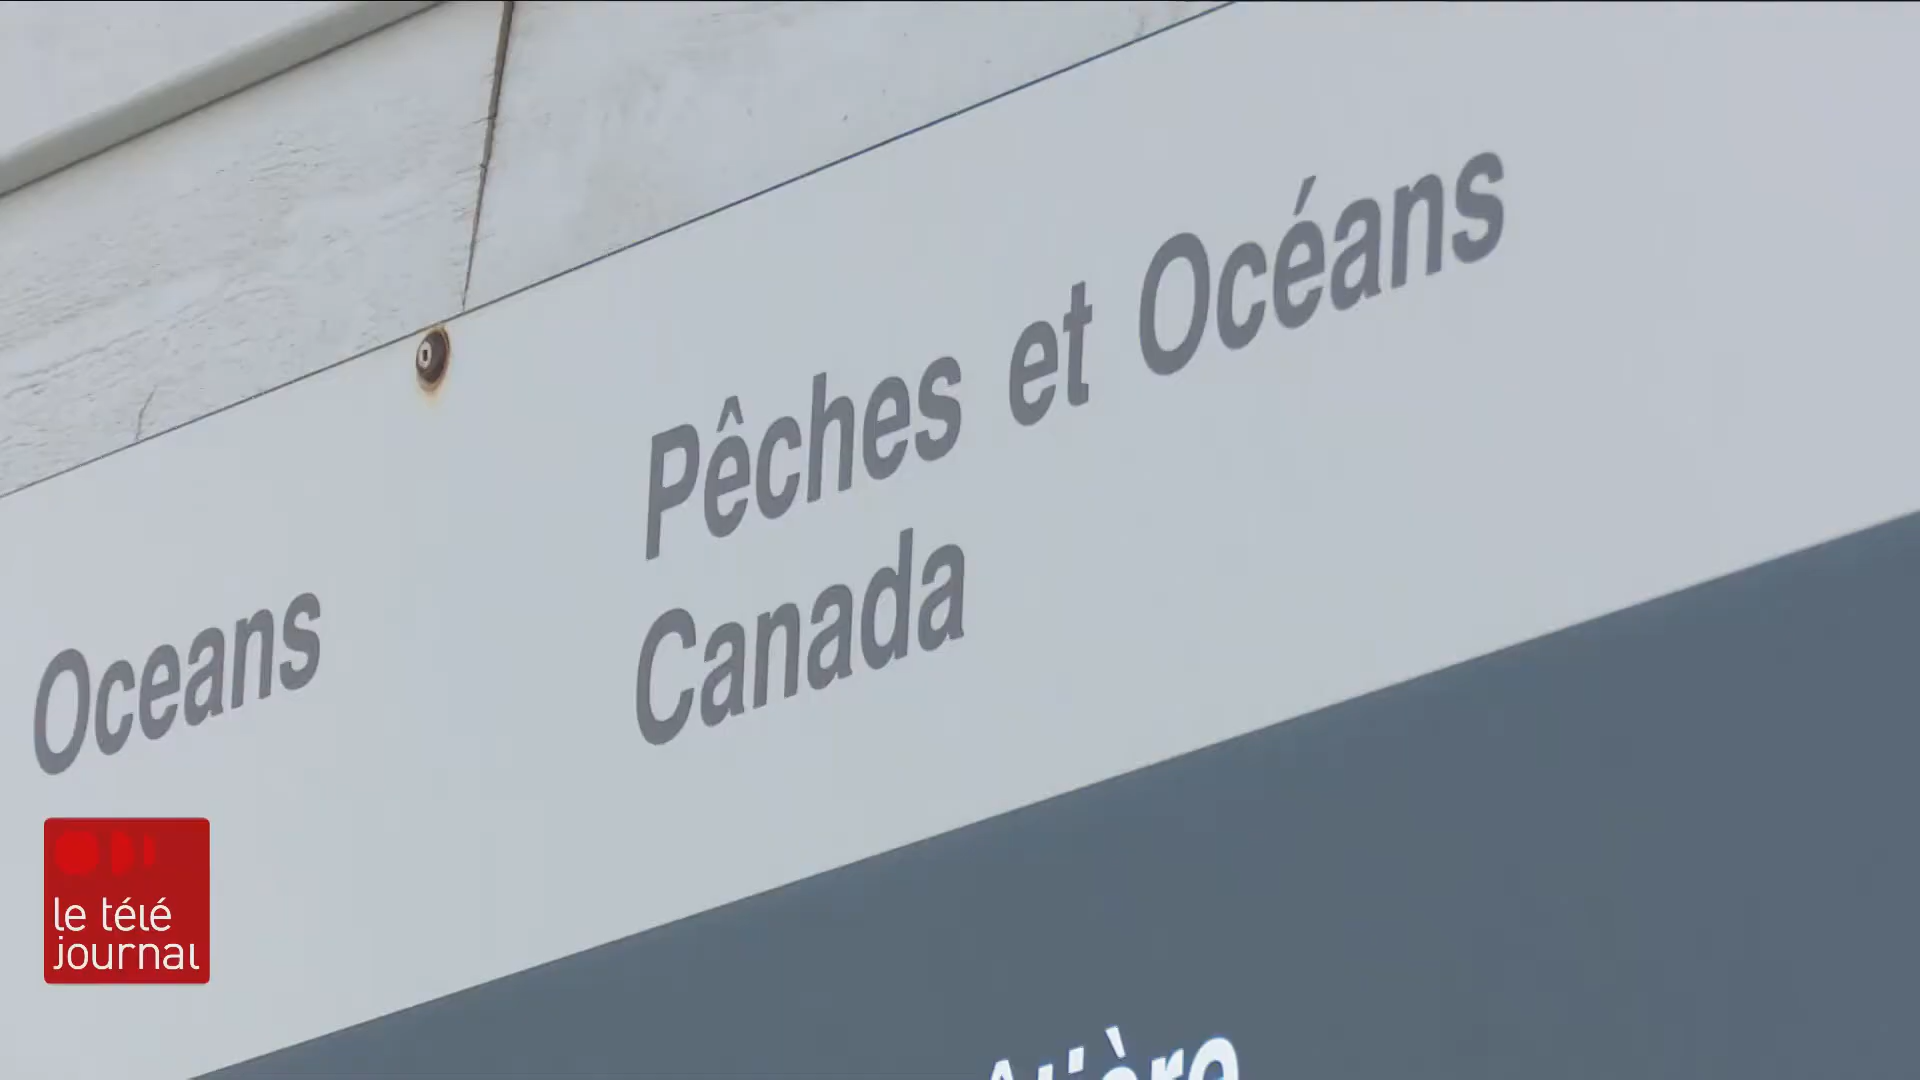 Pêches et Océans
Canada
Oceans
le télé
journal